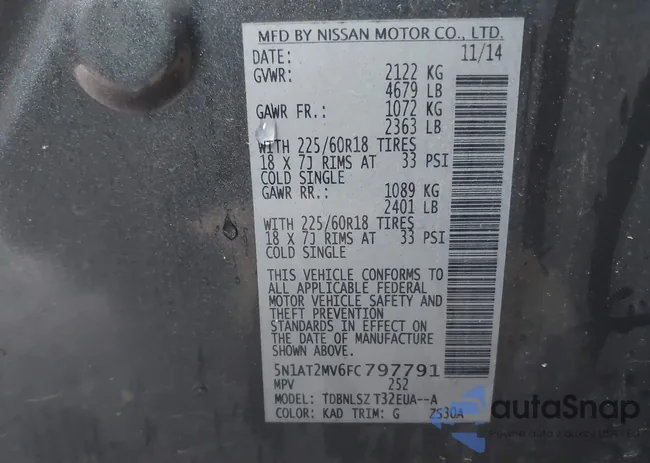 MFD BY NISSAN MOTOR CO., LTD.
DATE: 11/14
GVWR: 2122 KG
4679 LB
GAWR FR.: 1072 KG
2363 LB
WITH 225/60R18 TIRES
18 X 7J RIMS AT 33 PSI
COLD SINGLE
GAWR RR.: 1089 KG
2401 LB
WITH 225/60R18 TIRES
18 X 7J RIMS AT 33 PSI
COLD SINGLE
THIS VEHICLE CONFORMS TO
ALL APPLICABLE FEDERAL
MOTOR VEHICLE SAFETY AND
THEFT PREVENTION
STANDARDS IN EFFECT ON
THE DATE OF MANUFACTURE
SHOWN ABOVE.
5N1AT2MV6FC797791
MPV 252
MODEL: TDBNLSZ T32EUA--A
COLOR: KAD TRIM: G ZS30A
autaSnap